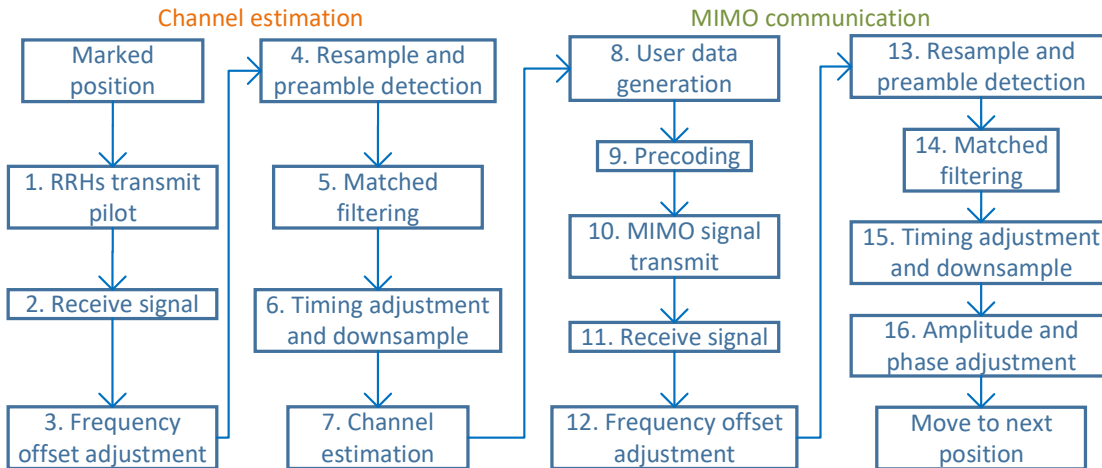 Channel estimation
MIMO communication
Marked
position
1. RRHs transmit
pilot
2. Receive signal
3. Frequency
offset adjustment
4. Resample and
preamble detection
5. Matched
filtering
6. Timing adjustment
and downsample
7. Channel
estimation
8. User data
generation
9. Precoding
10. MIMO signal
transmit
11. Receive signal
12. Frequency offset
adjustment
13. Resample and
preamble detection
14. Matched
filtering
15. Timing adjustment
and downsample
16. Amplitude and
phase adjustment
Move to next
position